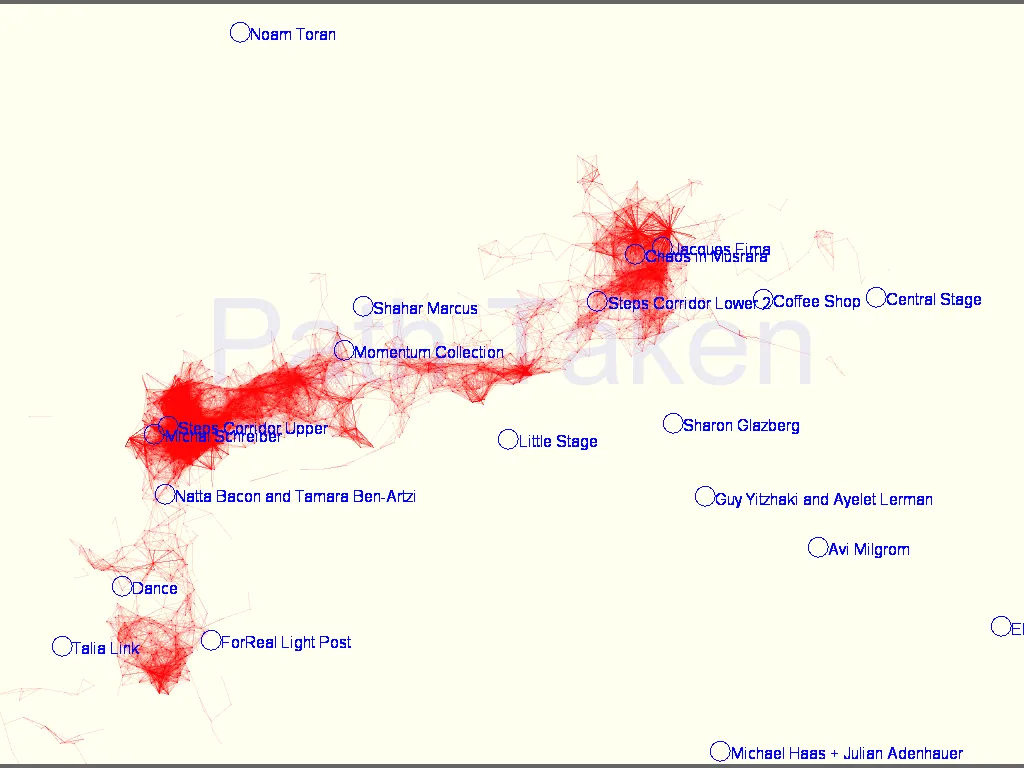 Noam Toran
Jacques Fima
Chaos in Musrara
Steps Corridor Lower 2
Coffee Shop
Central Stage
Shahar Marcus
Path Taken
Momentum Collection
Sharon Glazberg
Steps Corridor Upper
Michal Schreiber
Little Stage
Natta Bacon and Tamara Ben-Artzi
Guy Yitzhaki and Ayelet Lerman
Avi Milgrom
Dance
El
ForReal Light Post
Talia Link
Michael Haas + Julian Adenhauer